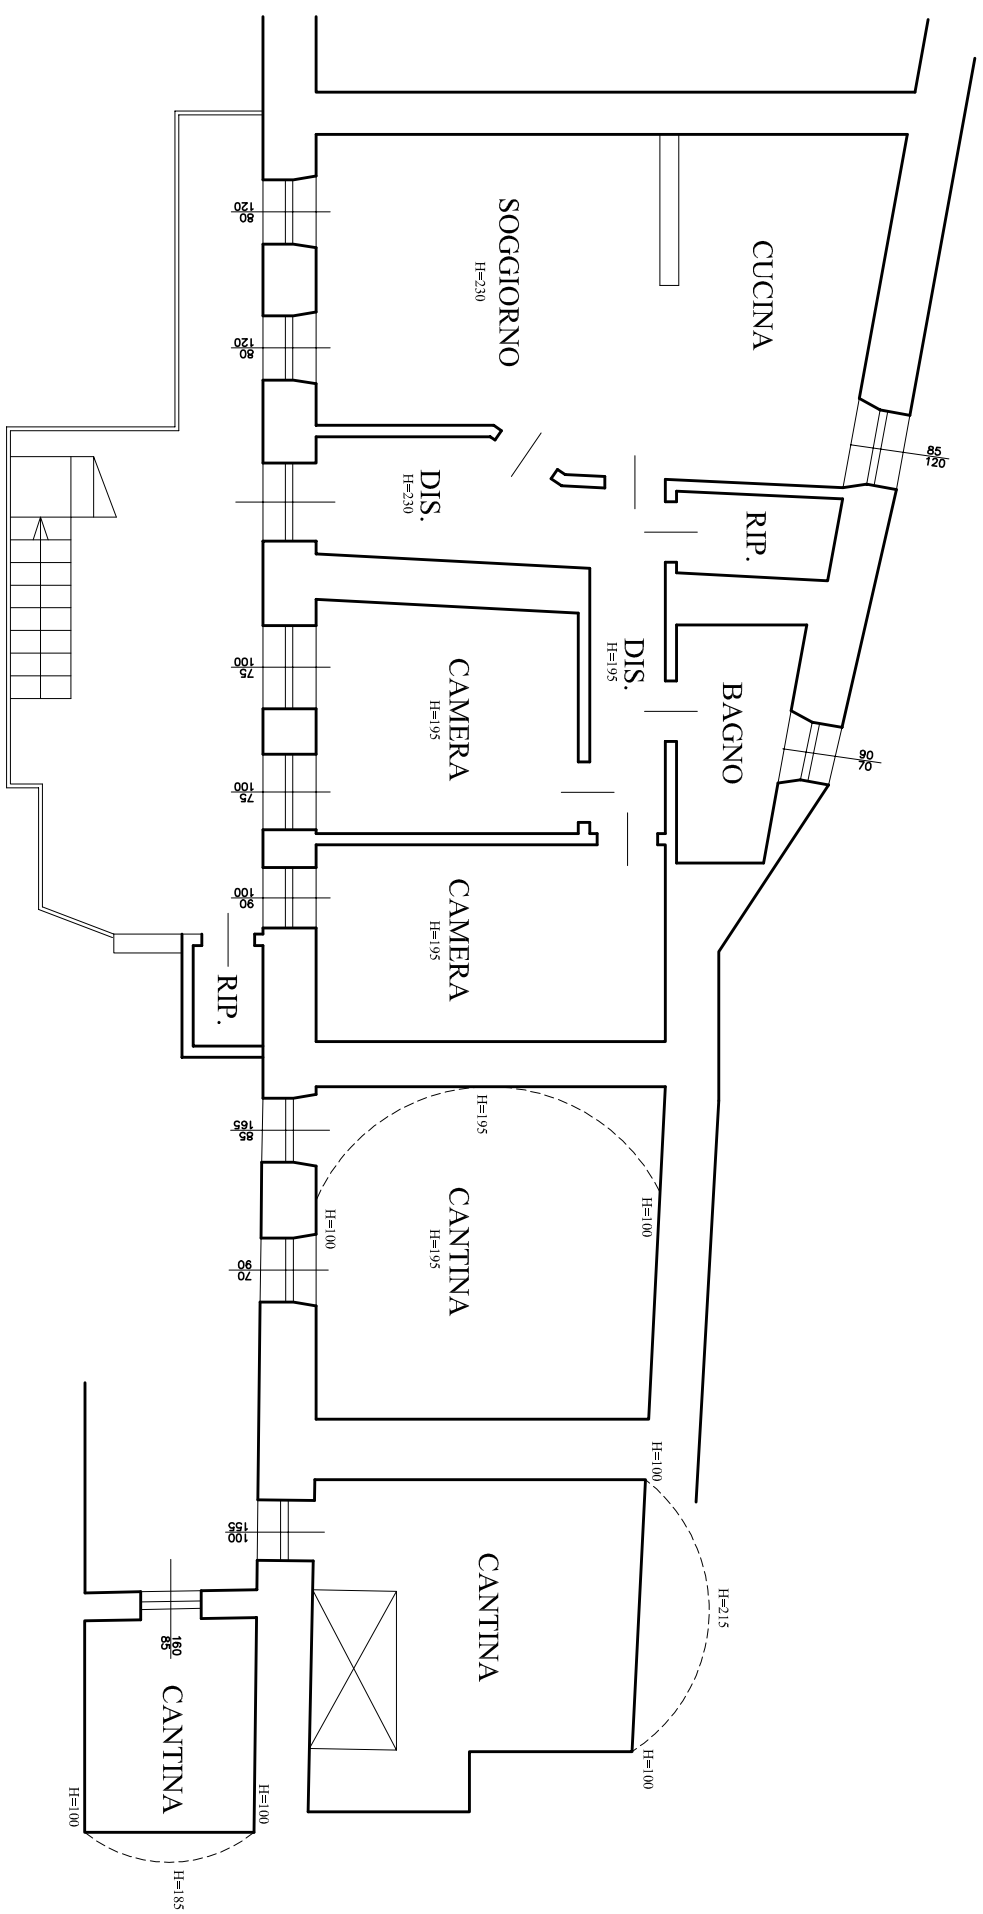 CUCINA
SOGGIORNO
H=230
120
80
120
80
85
120
DIS.
H=230
RIP.
DIS.
H=195
BAGNO
90
70
CAMERA
H=195
100
75
100
75
CAMERA
H=195
100
90
RIP.
H=195
H=100
H=100
CANTINA
H=195
165
85
90
70
H=100
H=215
H=100
CANTINA
155
100
160
85
CANTINA
H=100
H=100
H=185